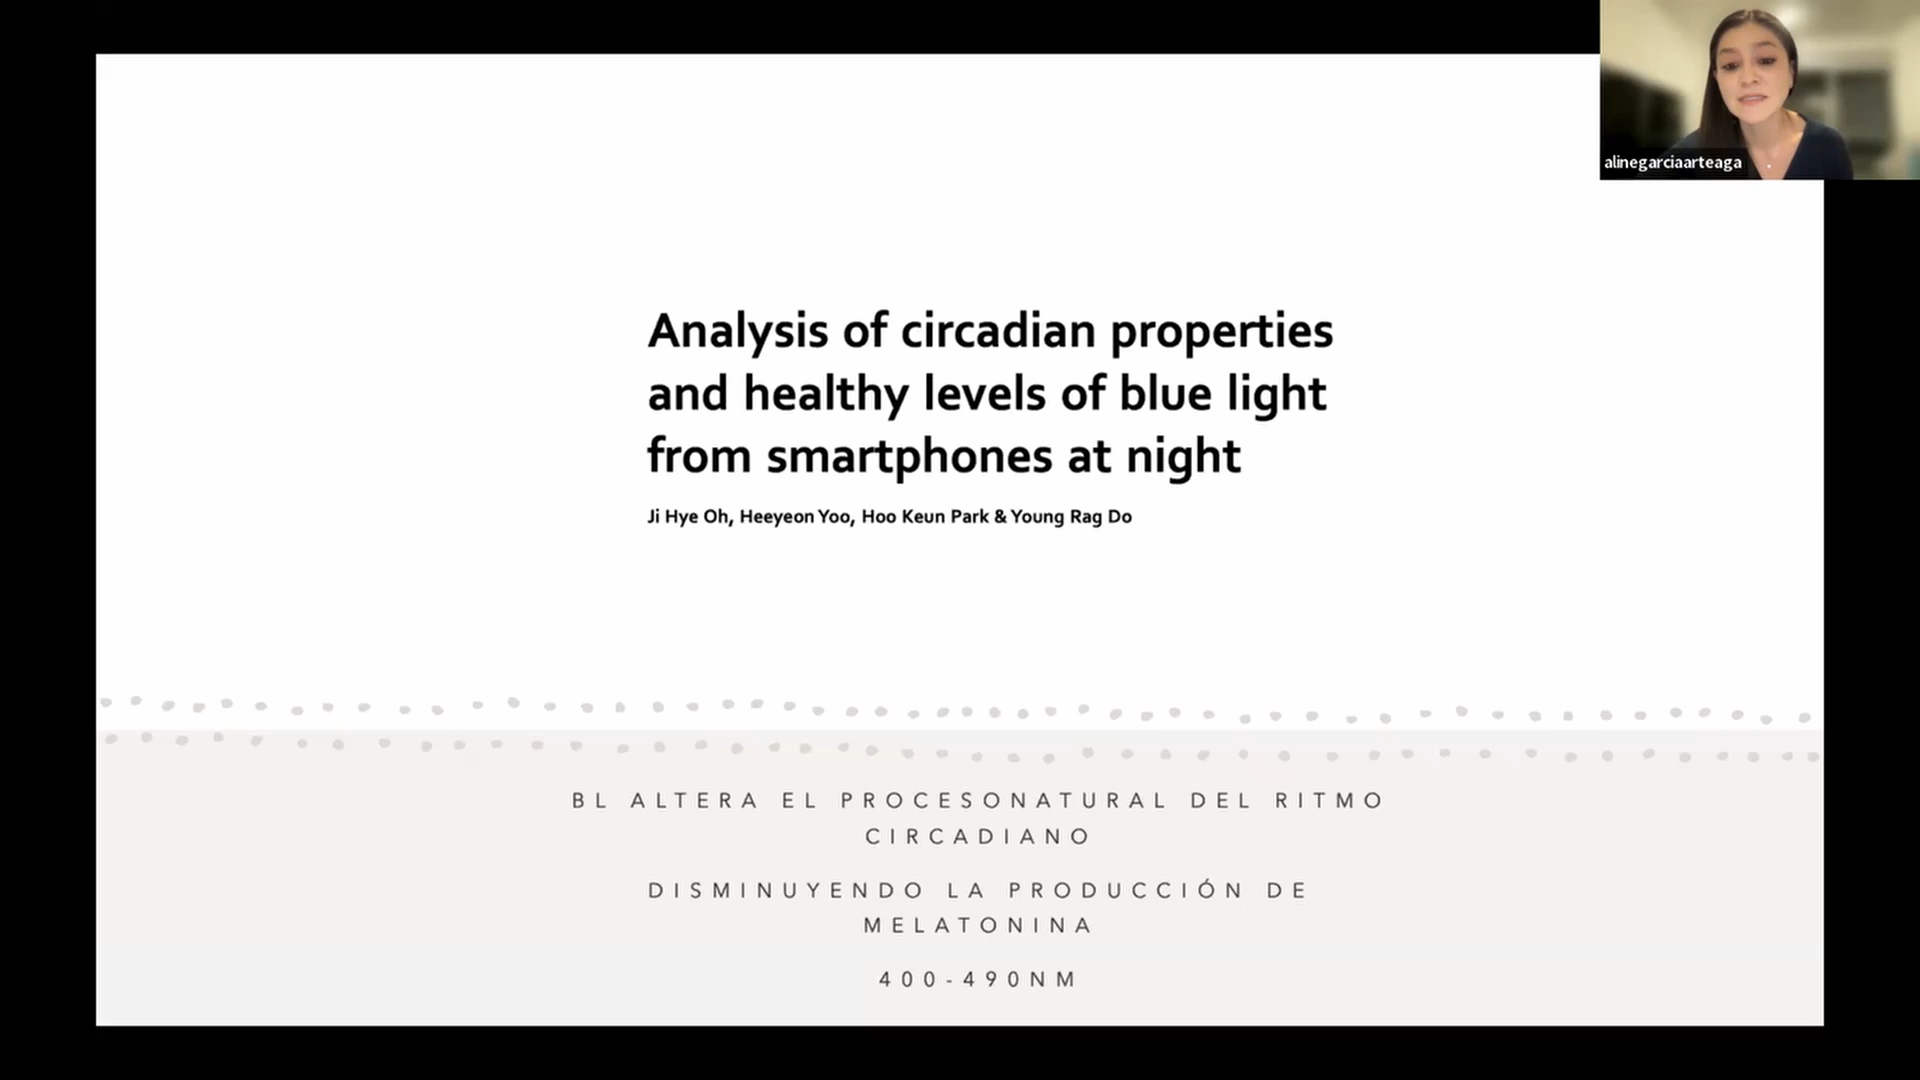 alinegarciaarteaga
Analysis of circadian properties
and healthy levels of blue light
from smartphones at night
Ji Hye Oh, Heeyeon Yoo, Hoo Keun Park & Young Rag Do
BL ALTERA EL PROCESONATURAL DEL RITMO
CIRCADIANO
DISMINUYENDO LA PRODUCCIÓN DE
MELATONINA
400-490NM